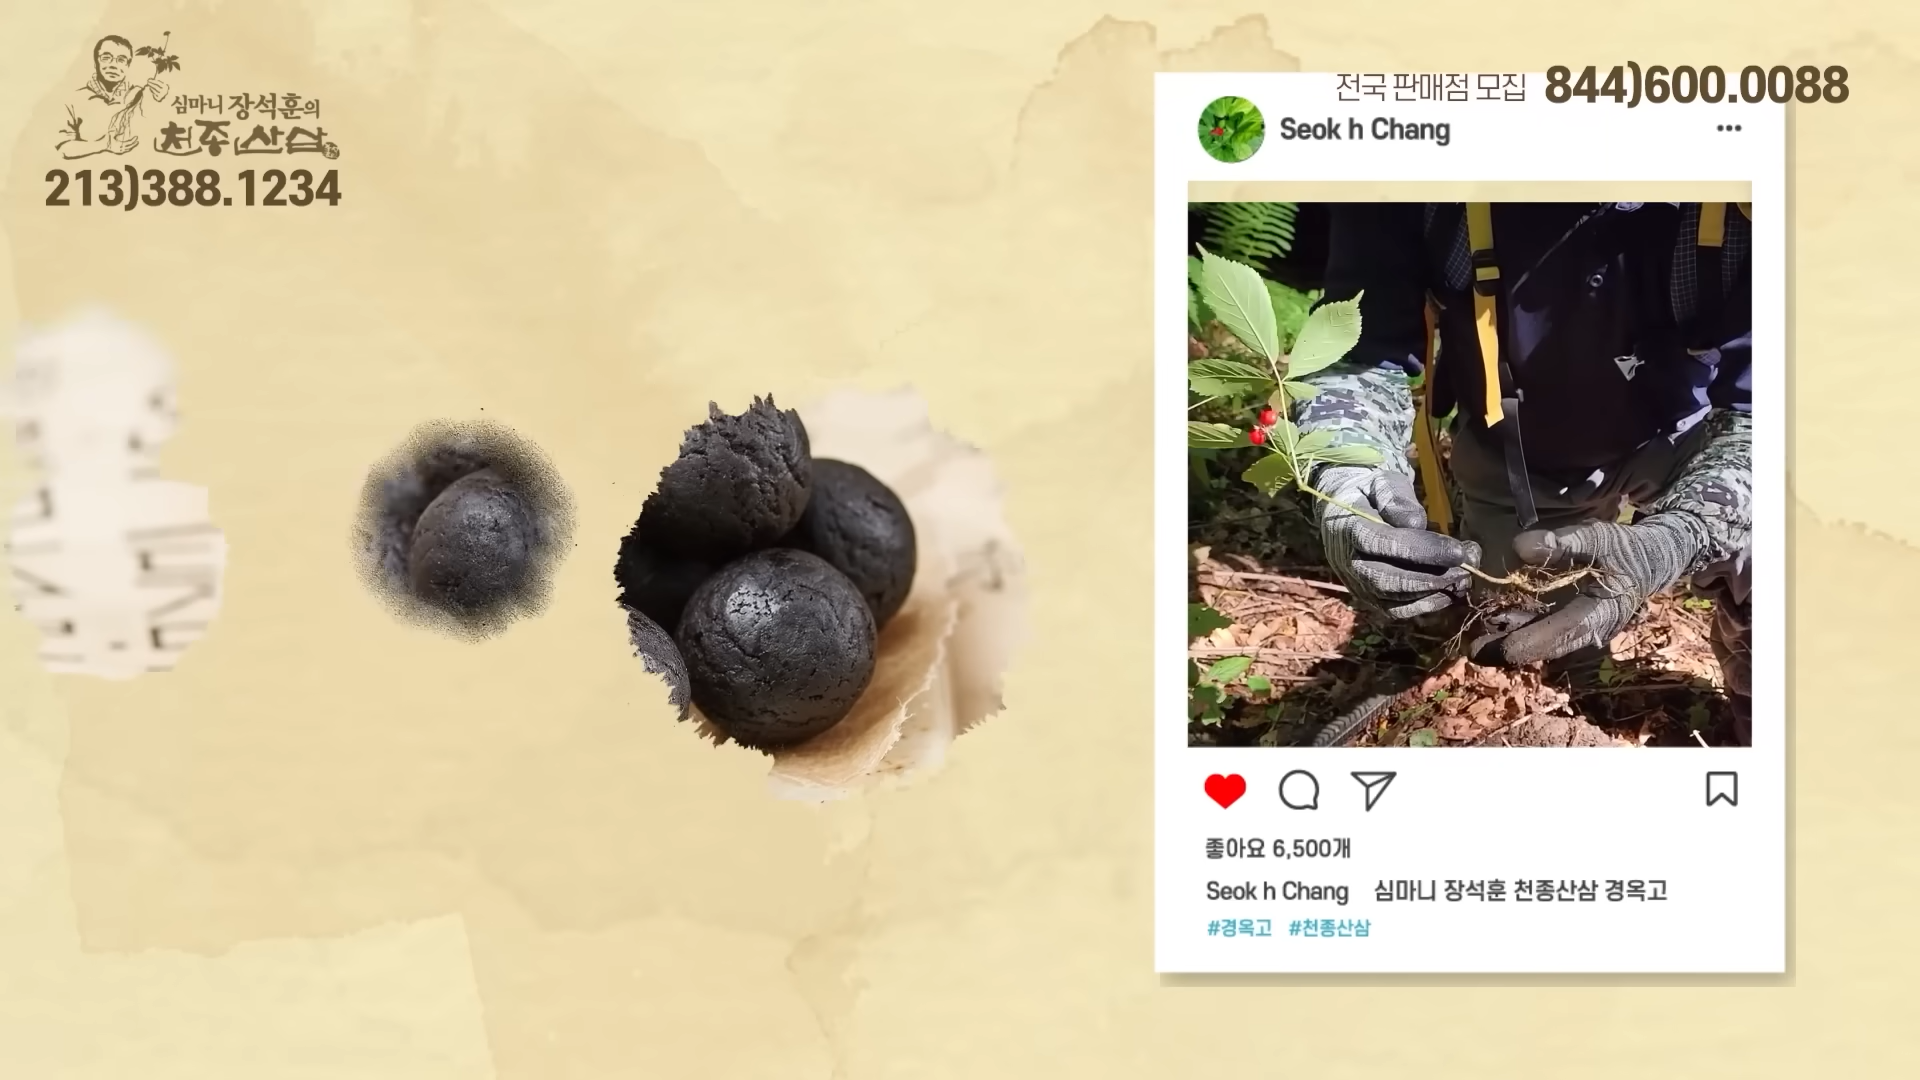 심마니 장석훈의
천종산삼
213)388.1234
전국 판매점 모집 844)600.0088
Seok h Chang
좋아요 6,500개
Seok h Chang 심마니 장석훈 천종산삼 경옥고
#경옥고 #천종산삼